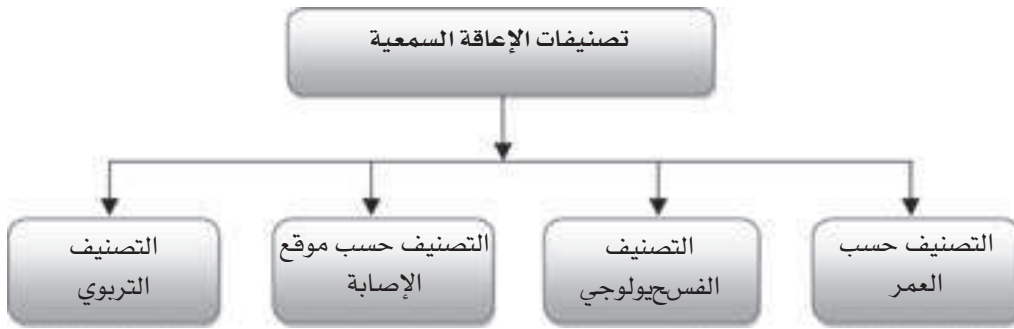 تصنيفات الإعاقة السمعية
التصنيف حسب
العمر
التصنيف
الفسحيولوجي
التصنيف حسب موقع
الإصابة
التصنيف
التربوي